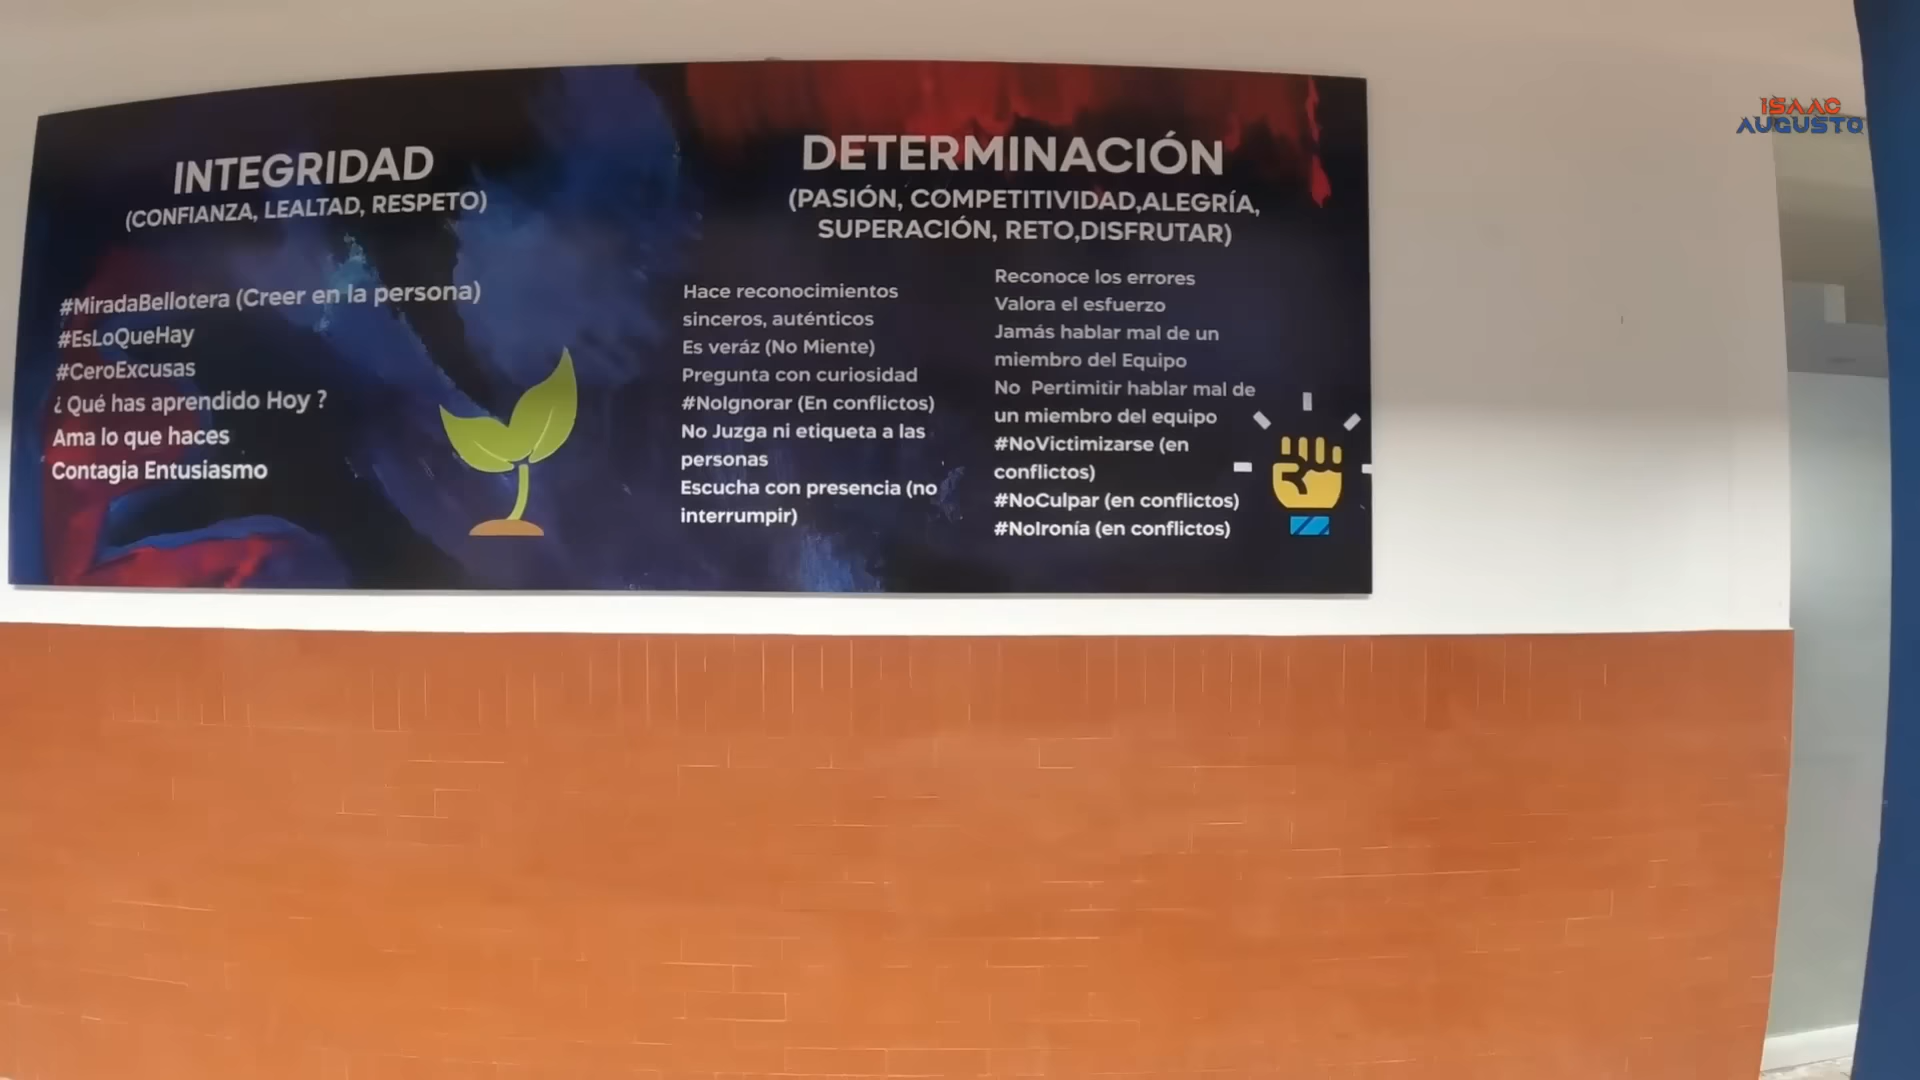 INTEGRIDAD
(CONFIANZA, LEALTAD, RESPETO)
#MiradaBellotera (Creer en la persona)
#EsLoQueHay
#CeroExcusas
¿ Qué has aprendido Hoy ?
Ama lo que haces
Contagia Entusiasmo
DETERMINACIÓN
(PASIÓN, COMPETITIVIDAD,ALEGRÍA,
SUPERACIÓN, RETO,DISFRUTAR)
Hace reconocimientos
sinceros, auténticos
Es veráz (No Miente)
Pregunta con curiosidad
#NoIgnorar (En conflictos)
No Juzga ni etiqueta a las
personas
Escucha con presencia (no
interrumpir)
Reconoce los errores
Valora el esfuerzo
Jamás hablar mal de un
miembro del Equipo
No Pertimitir hablar mal de
un miembro del equipo
#NoVictimizarse (en
conflictos)
#NoCulpar (en conflictos)
#NoIronía (en conflictos)
ISAAC
AUGUSTO